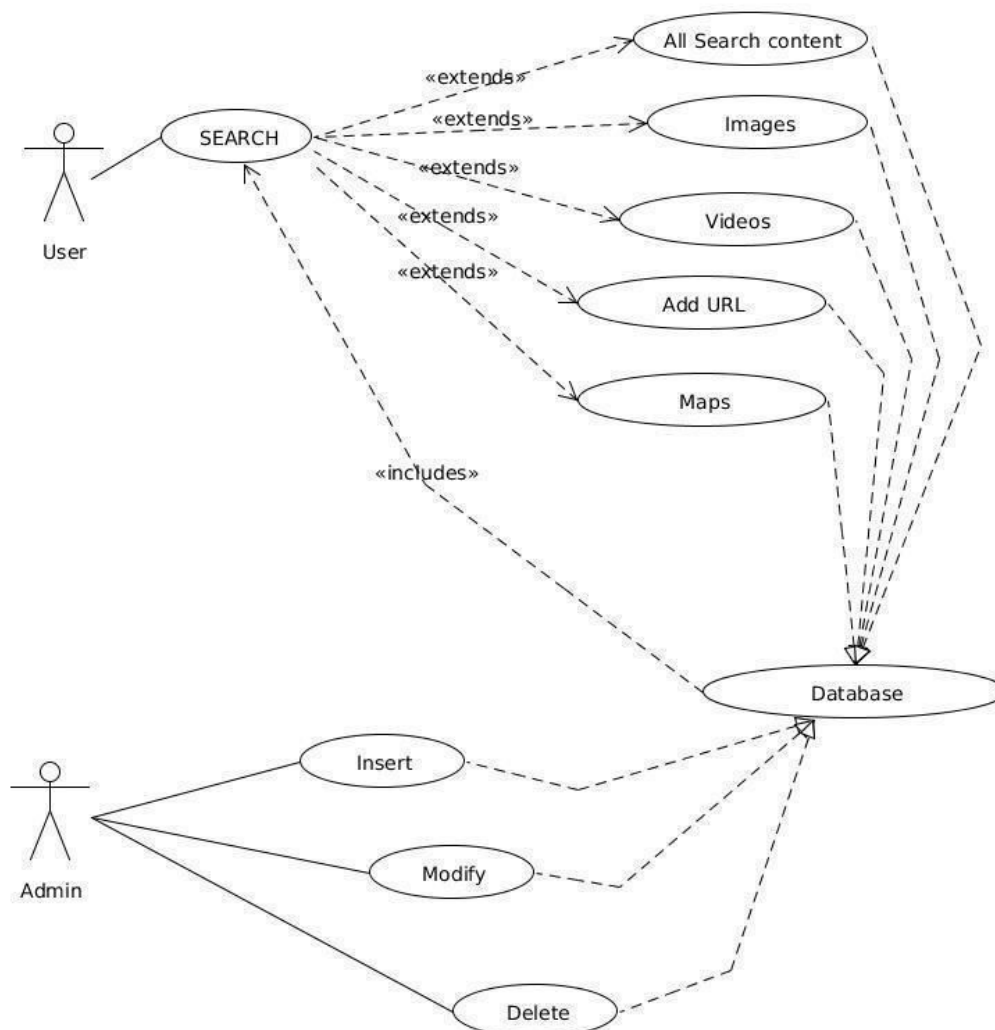 All Search content
«extends»
SEARCH
«extends»
Images
«extends»
User
«extends»
Videos
«extends»
Add URL
Maps
«includes»
Database
Insert
Admin
Modify
Delete